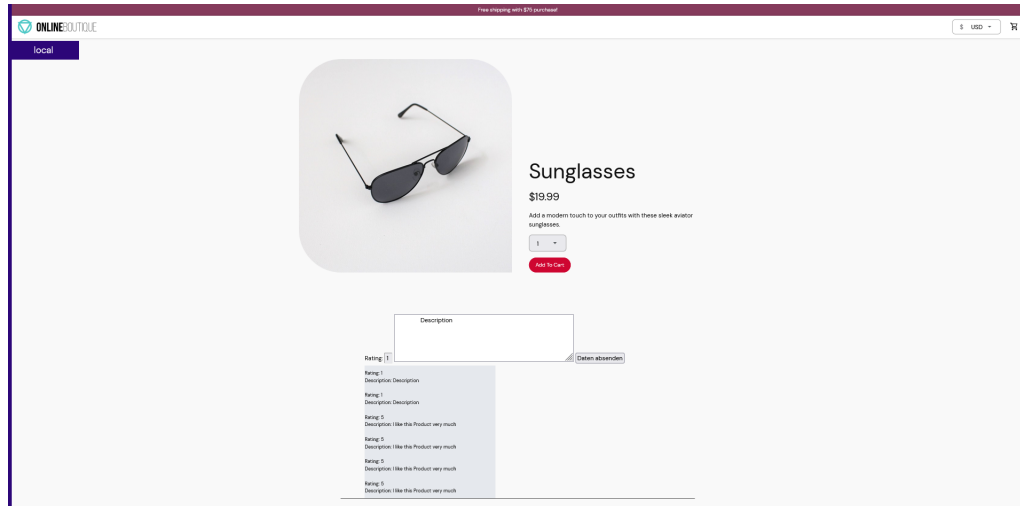 Free shipping with $75 purchase!
ONLINEBOUTIQUE
$ USD
local
Sunglasses
$19.99
Add a modern touch to your outfits with these sleek aviator
sunglasses.
1
Add To Cart
Description
Rating: 1
Daten absenden
Rating: 1
Description: Description
Rating: 1
Description: Description
Rating: 5
Description: I like this Product very much
Rating: 5
Description: I like this Product very much
Rating: 5
Description: I like this Product very much
Rating: 5
Description: I like this Product very much